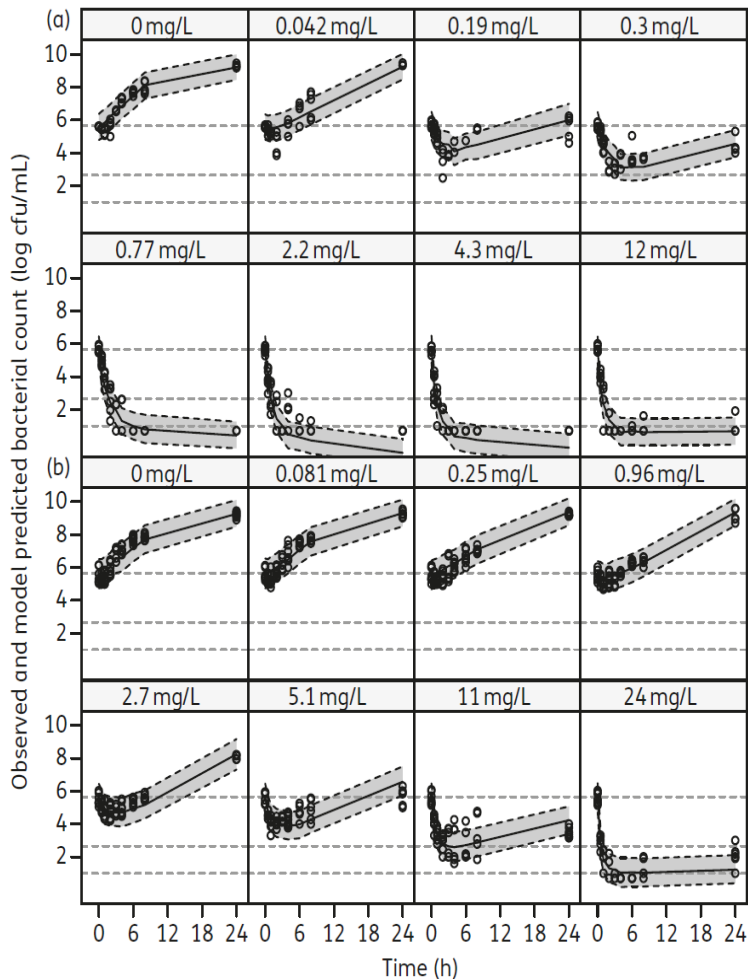 Observed and model predicted bacterial count (log cfu/mL)
(a)
0 mg/L 0.042 mg/L 0.19 mg/L 0.3 mg/L
10
8
6
4
2
0.77 mg/L 2.2 mg/L 4.3 mg/L 12 mg/L
10
8
6
4
2
(b)
0 mg/L 0.081 mg/L 0.25 mg/L 0.96 mg/L
10
8
6
4
2
2.7 mg/L 5.1 mg/L 11 mg/L 24 mg/L
10
8
6
4
2
0 6 12 18 24 0 6 12 18 24 0 6 12 18 24 0 6 12 18 24
Time (h)